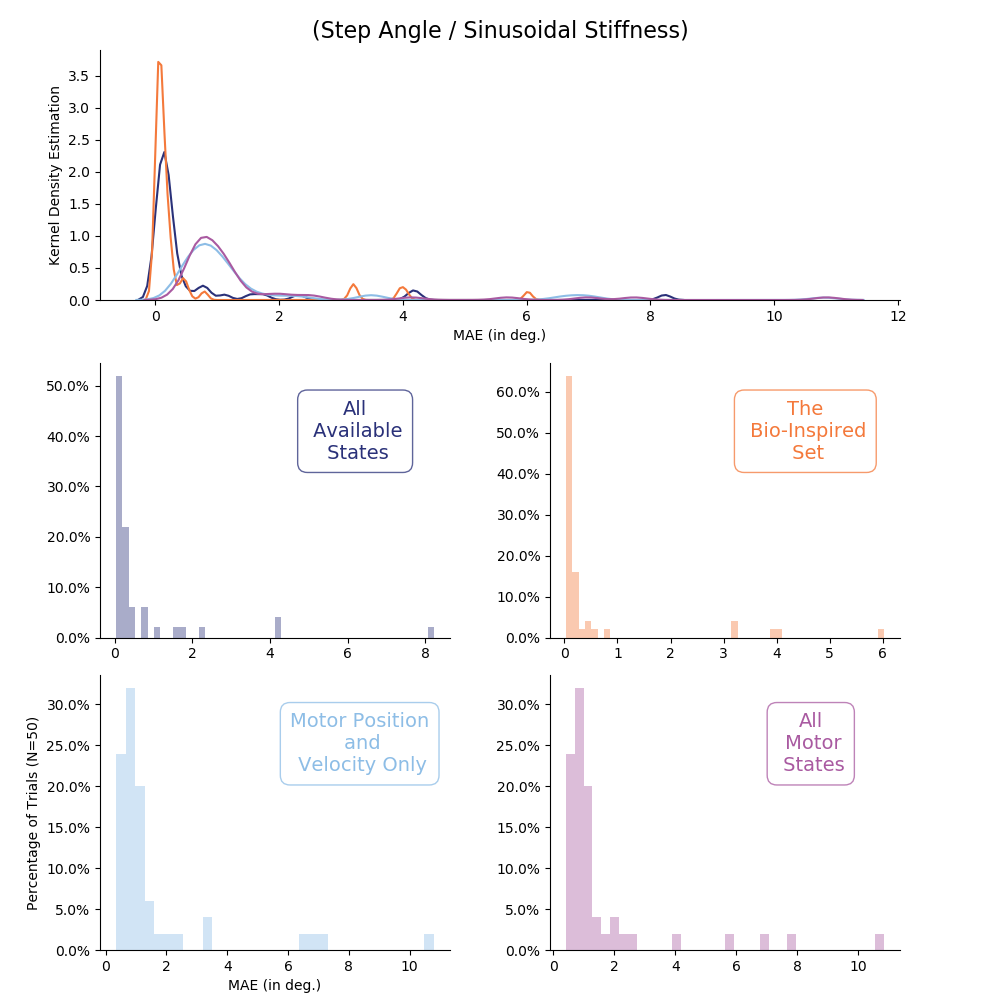 (Step Angle / Sinusoidal Stiffness)
3.5
3.0
2.5
2.0
1.5
1.0
0.5
0.0
Kernel Density Estimation
0 2 4 6 8 10 12
MAE (in deg.)
50.0%
40.0%
30.0%
20.0%
10.0%
0.0%
All
Available
States
0 2 4 6 8
60.0%
50.0%
40.0%
30.0%
20.0%
10.0%
0.0%
The
Bio-Inspired
Set
0 1 2 3 4 5 6
Percentage of Trials (N=50)
30.0%
25.0%
20.0%
15.0%
10.0%
5.0%
0.0%
Motor Position
and
Velocity Only
0 2 4 6 8 10
MAE (in deg.)
30.0%
25.0%
20.0%
15.0%
10.0%
5.0%
0.0%
All
Motor
States
0 2 4 6 8 10